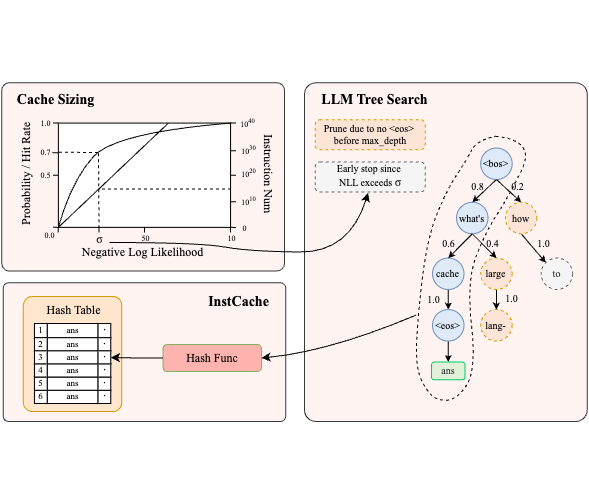 Cache Sizing
Probability / Hit Rate
1.0
0.7
0.5
0.0
σ
50
10
Negative Log Likelihood
10^40
10^30
10^20
10^10
0
Instruction Num
LLM Tree Search
Prune due to no <eos>
before max_depth
Early stop since
NLL exceeds σ
<bos>
0.8
0.2
what's
how
0.6
0.4
1.0
cache
large
to
1.0
1.0
<eos>
lang-
ans
InstCache
Hash Table
1 ans ·
2 ans ·
3 ans ·
4 ans ·
5 ans ·
6 ans ·
Hash Func